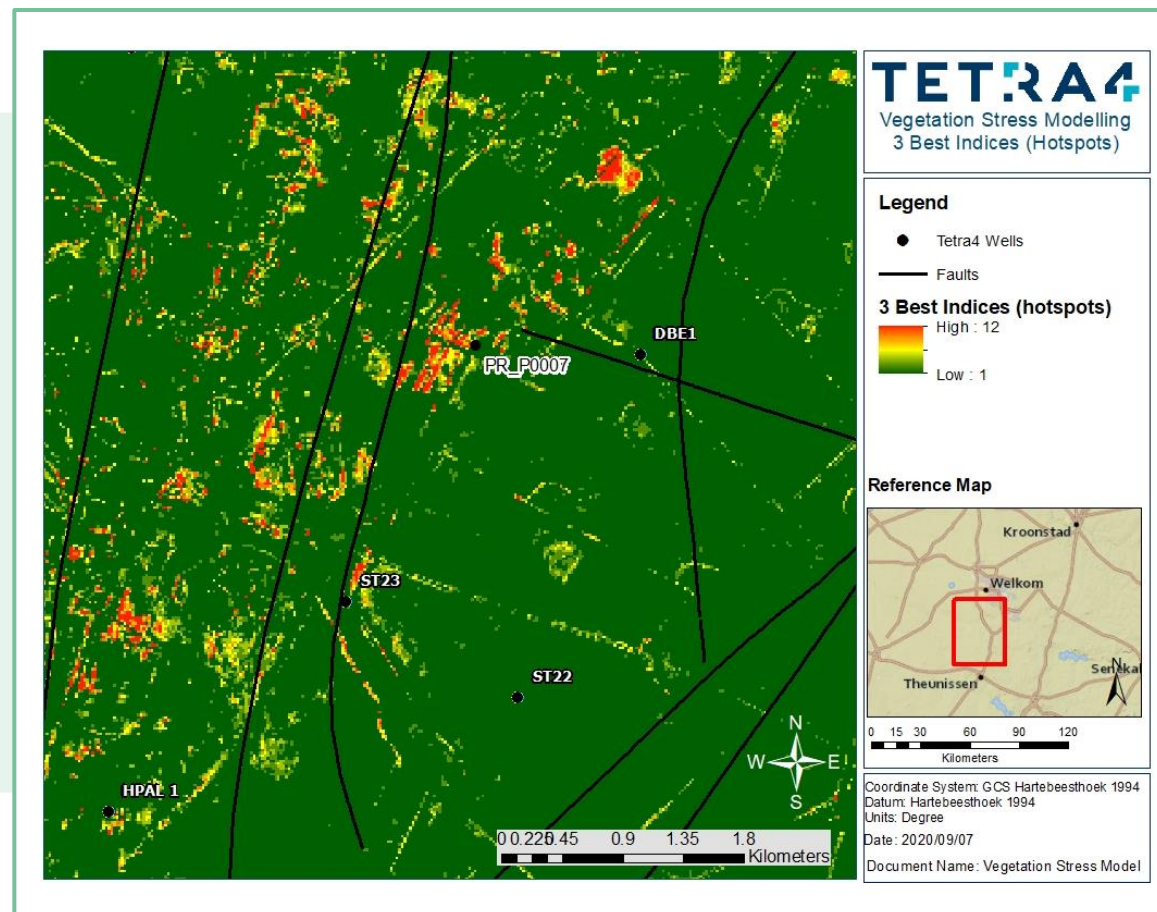 TETRA4
Vegetation Stress Modelling
3 Best Indices (Hotspots)
Legend
Tetra4 Wells
Faults
3 Best Indices (hotspots)
High : 12
Low : 1
DBE1
PR_P0007
ST23
ST22
HPAL 1
N
W E
S
0 0.225 0.45 0.9 1.35 1.8
Kilometers
Reference Map
Kroonstad
Welkom
Theunissen
Senekal
N
0 15 30 60 90 120
Kilometers
Coordinate System: GCS Hartebeesthoek 1994
Datum: Hartebeesthoek 1994
Units: Degree
Date: 2020/09/07
Document Name: Vegetation Stress Model